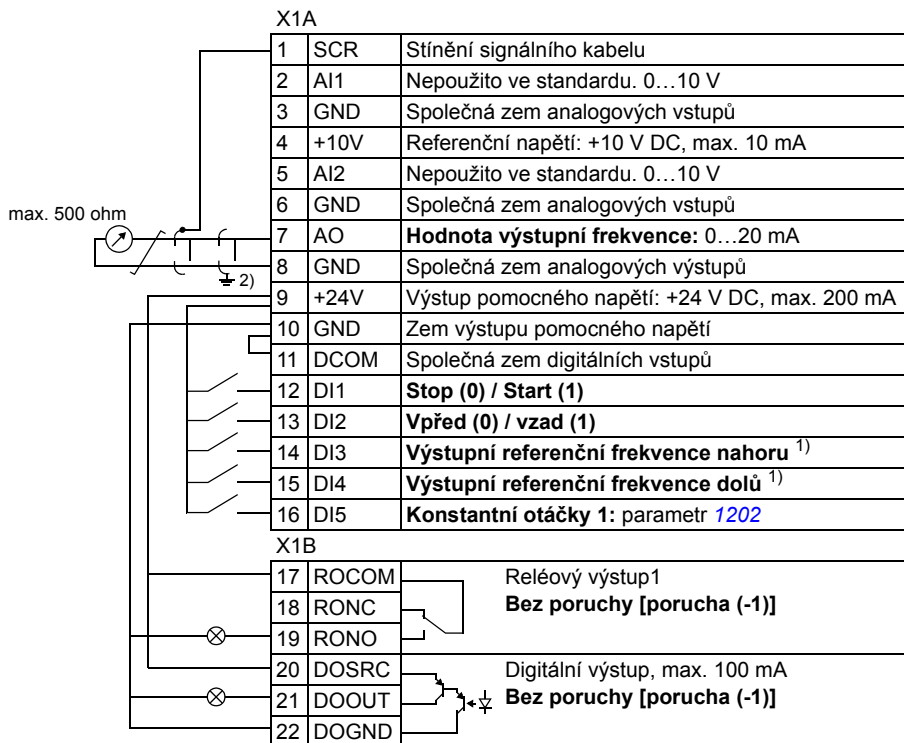 X1A
1 SCR Stínění signálního kabelu
2 AI1 Nepoužito ve standardu. 0…10 V
3 GND Společná zem analogových vstupů
4 +10V Referenční napětí: +10 V DC, max. 10 mA
5 AI2 Nepoužito ve standardu. 0…10 V
6 GND Společná zem analogových vstupů
max. 500 ohm
7 AO Hodnota výstupní frekvence: 0…20 mA
8 GND Společná zem analogových výstupů
2)
9 +24V Výstup pomocného napětí: +24 V DC, max. 200 mA
10 GND Zem výstupu pomocného napětí
11 DCOM Společná zem digitálních vstupů
12 DI1 Stop (0) / Start (1)
13 DI2 Vpřed (0) / vzad (1)
14 DI3 Výstupní referenční frekvence nahoru 1)
15 DI4 Výstupní referenční frekvence dolů 1)
16 DI5 Konstantní otáčky 1: parametr 1202
X1B
17 ROCOM Reléový výstup1
18 RONC Bez poruchy [porucha (-1)]
19 RONO
20 DOSRC Digitální výstup, max. 100 mA
21 DOOUT Bez poruchy [porucha (-1)]
22 DOGND